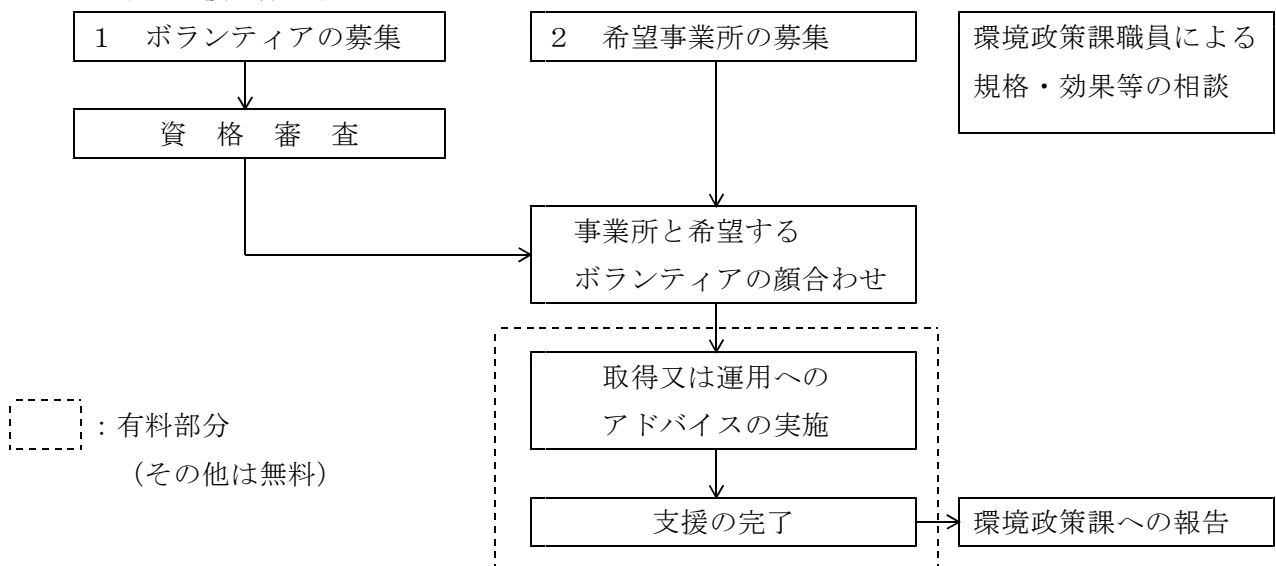 1 ボランティアの募集
2 希望事業所の募集
環境政策課職員による
規格・効果等の相談
資 格 審 査
事業所と希望する
ボランティアの顔合わせ
取得又は運用への
アドバイスの実施
：有料部分
（その他は無料）
支援の完了
環境政策課への報告